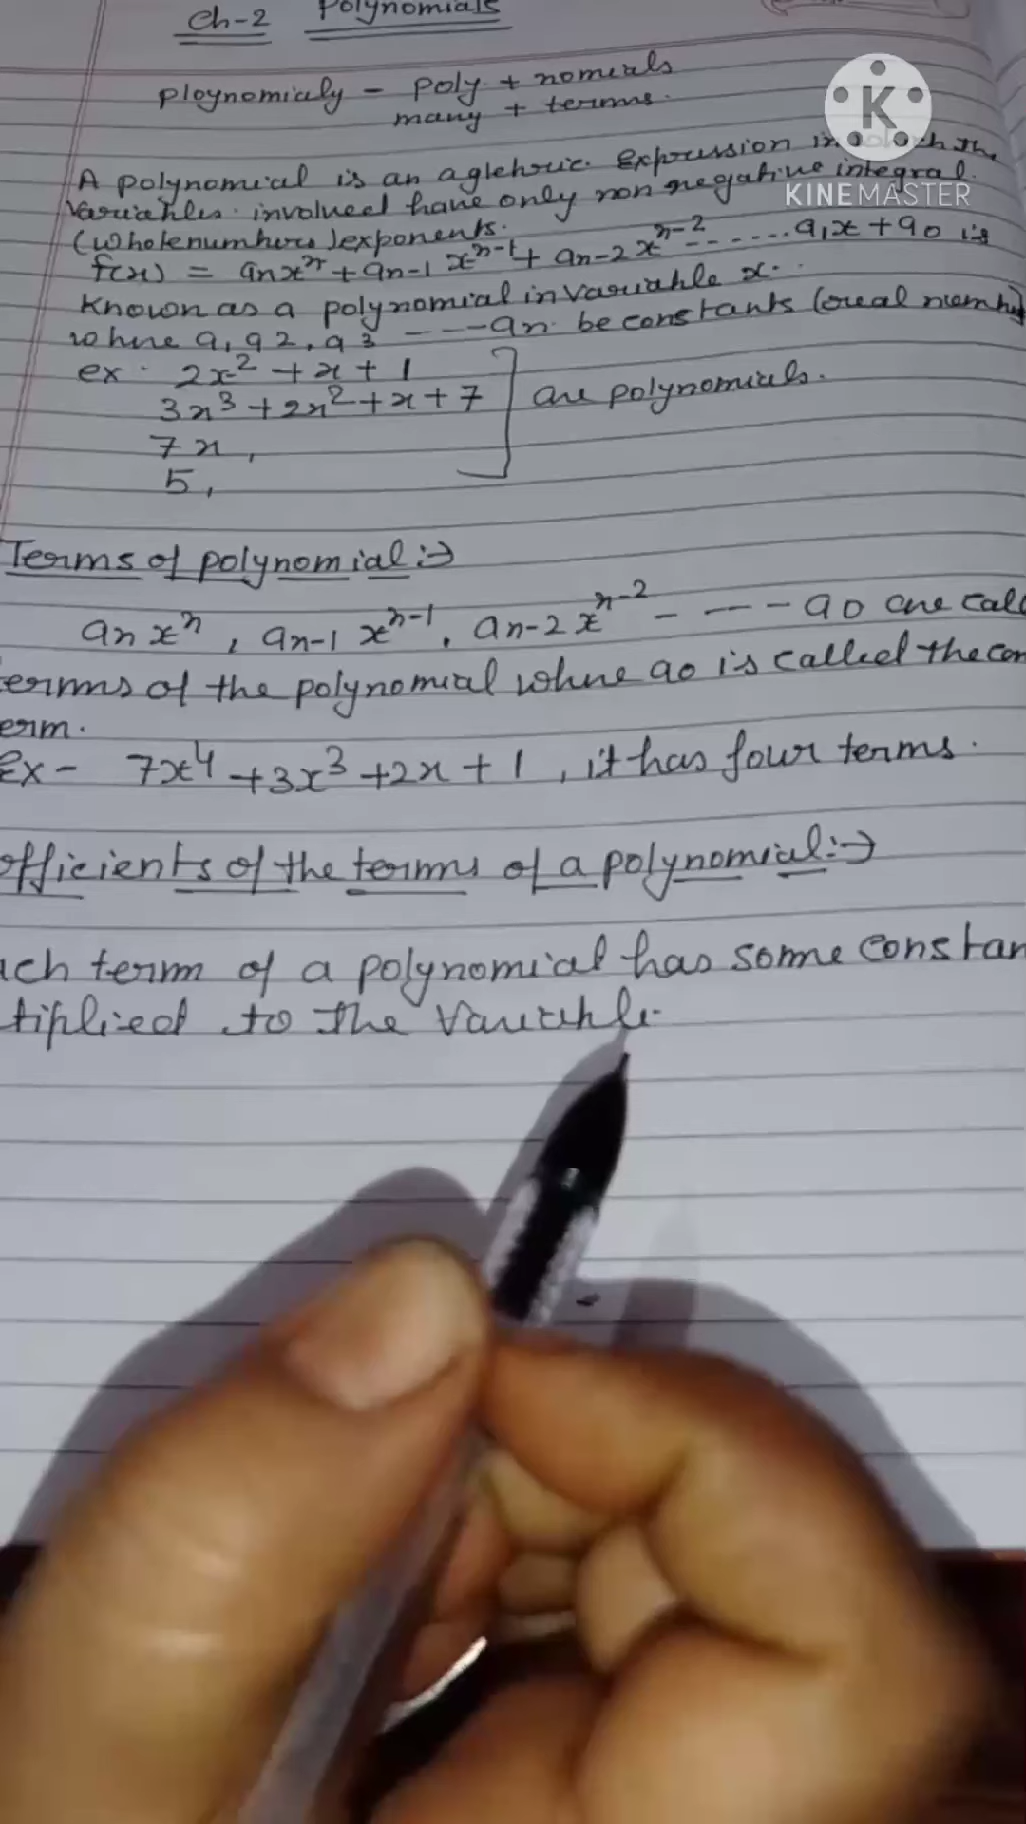 Ch-2 Polynomials
Ploynomialy - Poly + nomials
many + terms.
A polynomial is an aglehric Expression in which the
Variables involved have only non negative integral
(whole numbers) exponents.
f(x) = anxⁿ + an-1 xⁿ⁻¹ + an-2 xⁿ⁻² ------ a1x + a0 is
Known as a polynomial in variable x.
where a1 a2, a3 ----an be constants (real numb
ex. 2x² + x + 1
3x³ + 2x² + x + 7 are polynomials.
7x,
5,
Terms of polynomial :→
anxⁿ, an-1 xⁿ⁻¹, an-2 xⁿ⁻² - --- a0 are call
erms of the polynomial where a0 is called the con
erm.
Ex - 7x⁴ + 3x³ + 2x + 1, it has four terms.
officients of the terms of a polynomial :→
ach term of a polynomial has some constan
tiplied to the Variable.
K
KINEMASTER